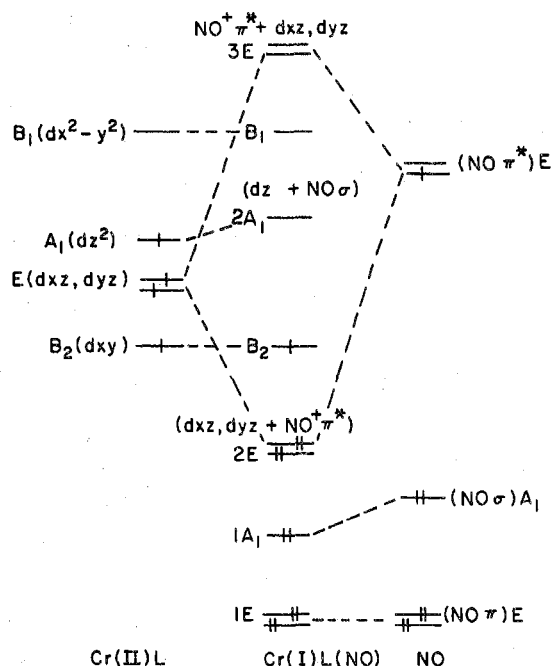 NO⁺π* + dxz, dyz
3E
B₁(dx²-y²)
B₁
(NO π*)E
(dz + NOσ)
2A₁
A₁(dz²)
E(dxz, dyz)
B₂(dxy)
B₂
(dxz, dyz + NO⁺π*)
2E
(NOσ)A₁
1A₁
1E
(NOπ)E
Cr(II)L
Cr(I)L(NO)
NO